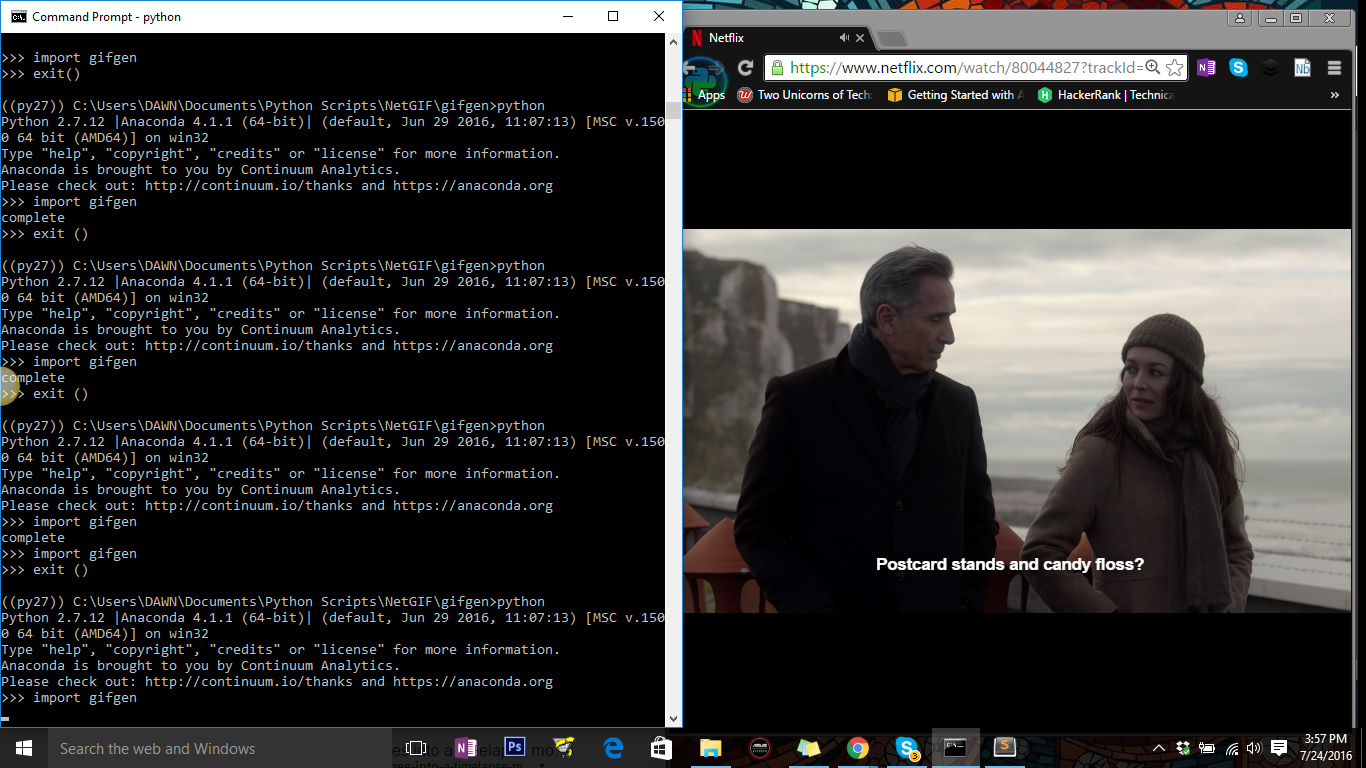 Command Prompt - python
>>> import gifgen
>>> exit()
((py27)) C:\Users\DAWN\Documents\Python Scripts\NetGIF\gifgen>python
Python 2.7.12 |Anaconda 4.1.1 (64-bit)| (default, Jun 29 2016, 11:07:13) [MSC v.150
0 64 bit (AMD64)] on win32
Type "help", "copyright", "credits" or "license" for more information.
Anaconda is brought to you by Continuum Analytics.
Please check out: http://continuum.io/thanks and https://anaconda.org
>>> import gifgen
complete
>>> exit ()
((py27)) C:\Users\DAWN\Documents\Python Scripts\NetGIF\gifgen>python
Python 2.7.12 |Anaconda 4.1.1 (64-bit)| (default, Jun 29 2016, 11:07:13) [MSC v.150
0 64 bit (AMD64)] on win32
Type "help", "copyright", "credits" or "license" for more information.
Anaconda is brought to you by Continuum Analytics.
Please check out: http://continuum.io/thanks and https://anaconda.org
>>> import gifgen
complete
>>> exit ()
((py27)) C:\Users\DAWN\Documents\Python Scripts\NetGIF\gifgen>python
Python 2.7.12 |Anaconda 4.1.1 (64-bit)| (default, Jun 29 2016, 11:07:13) [MSC v.150
0 64 bit (AMD64)] on win32
Type "help", "copyright", "credits" or "license" for more information.
Anaconda is brought to you by Continuum Analytics.
Please check out: http://continuum.io/thanks and https://anaconda.org
>>> import gifgen
complete
>>> import gifgen
>>> exit ()
((py27)) C:\Users\DAWN\Documents\Python Scripts\NetGIF\gifgen>python
Python 2.7.12 |Anaconda 4.1.1 (64-bit)| (default, Jun 29 2016, 11:07:13) [MSC v.150
0 64 bit (AMD64)] on win32
Type "help", "copyright", "credits" or "license" for more information.
Anaconda is brought to you by Continuum Analytics.
Please check out: http://continuum.io/thanks and https://anaconda.org
>>> import gifgen
Netflix
https://www.netflix.com/watch/80044827?trackId=
Apps Two Unicorns of Tech Getting Started with HackerRank | Technica »
Postcard stands and candy floss?
Search the web and Windows
Ps
3
3:57 PM
7/24/2016